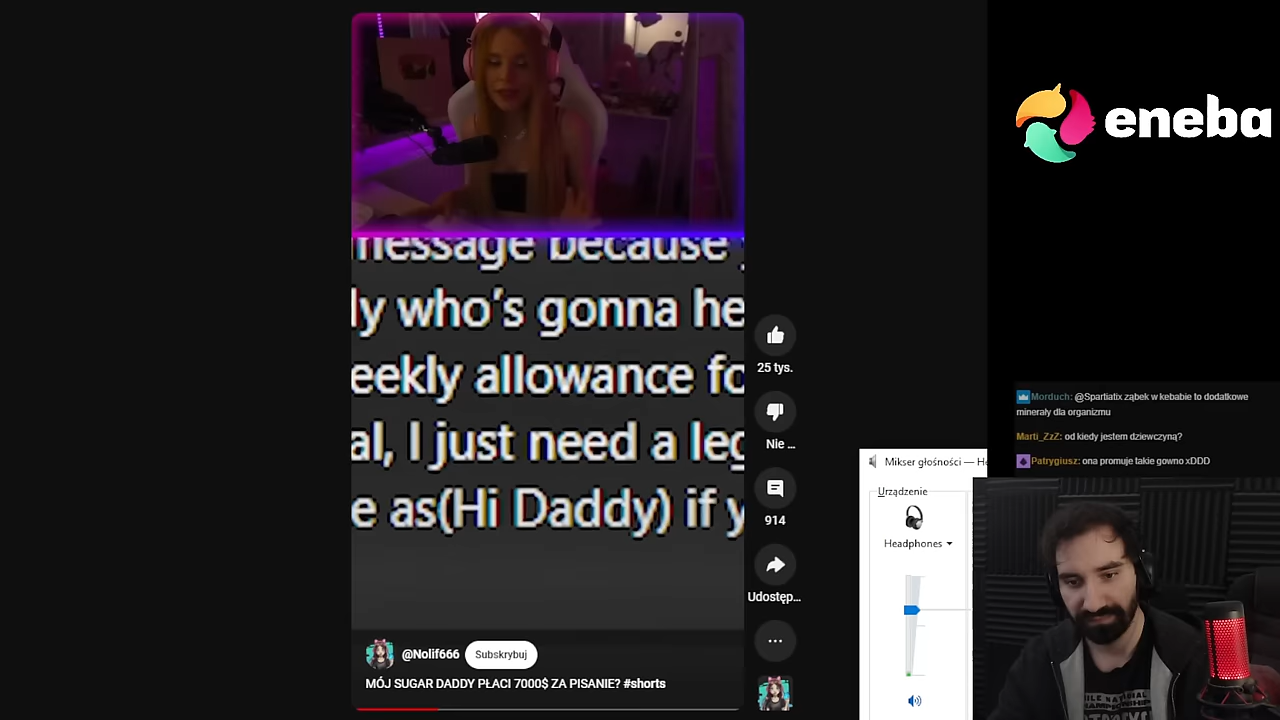 message because
ly who's gonna he
eekly allowance fo
al, I just need a leg
e as(Hi Daddy) if y
25 tys.
Nie ...
914
Udostęp...
@Nolif666
Subskrybuj
MÓJ SUGAR DADDY PŁACI 7000$ ZA PISANIE? #shorts
eneba
Morduch: @Spartiatix ząbek w kebabie to dodatkowe
minerały dla organizmu
Marti_ZzZ: od kiedy jestem dziewczyną?
Patrygiusz: ona promuje takie gowno xDDD
Mikser głośności — He
Urządzenie
Headphones